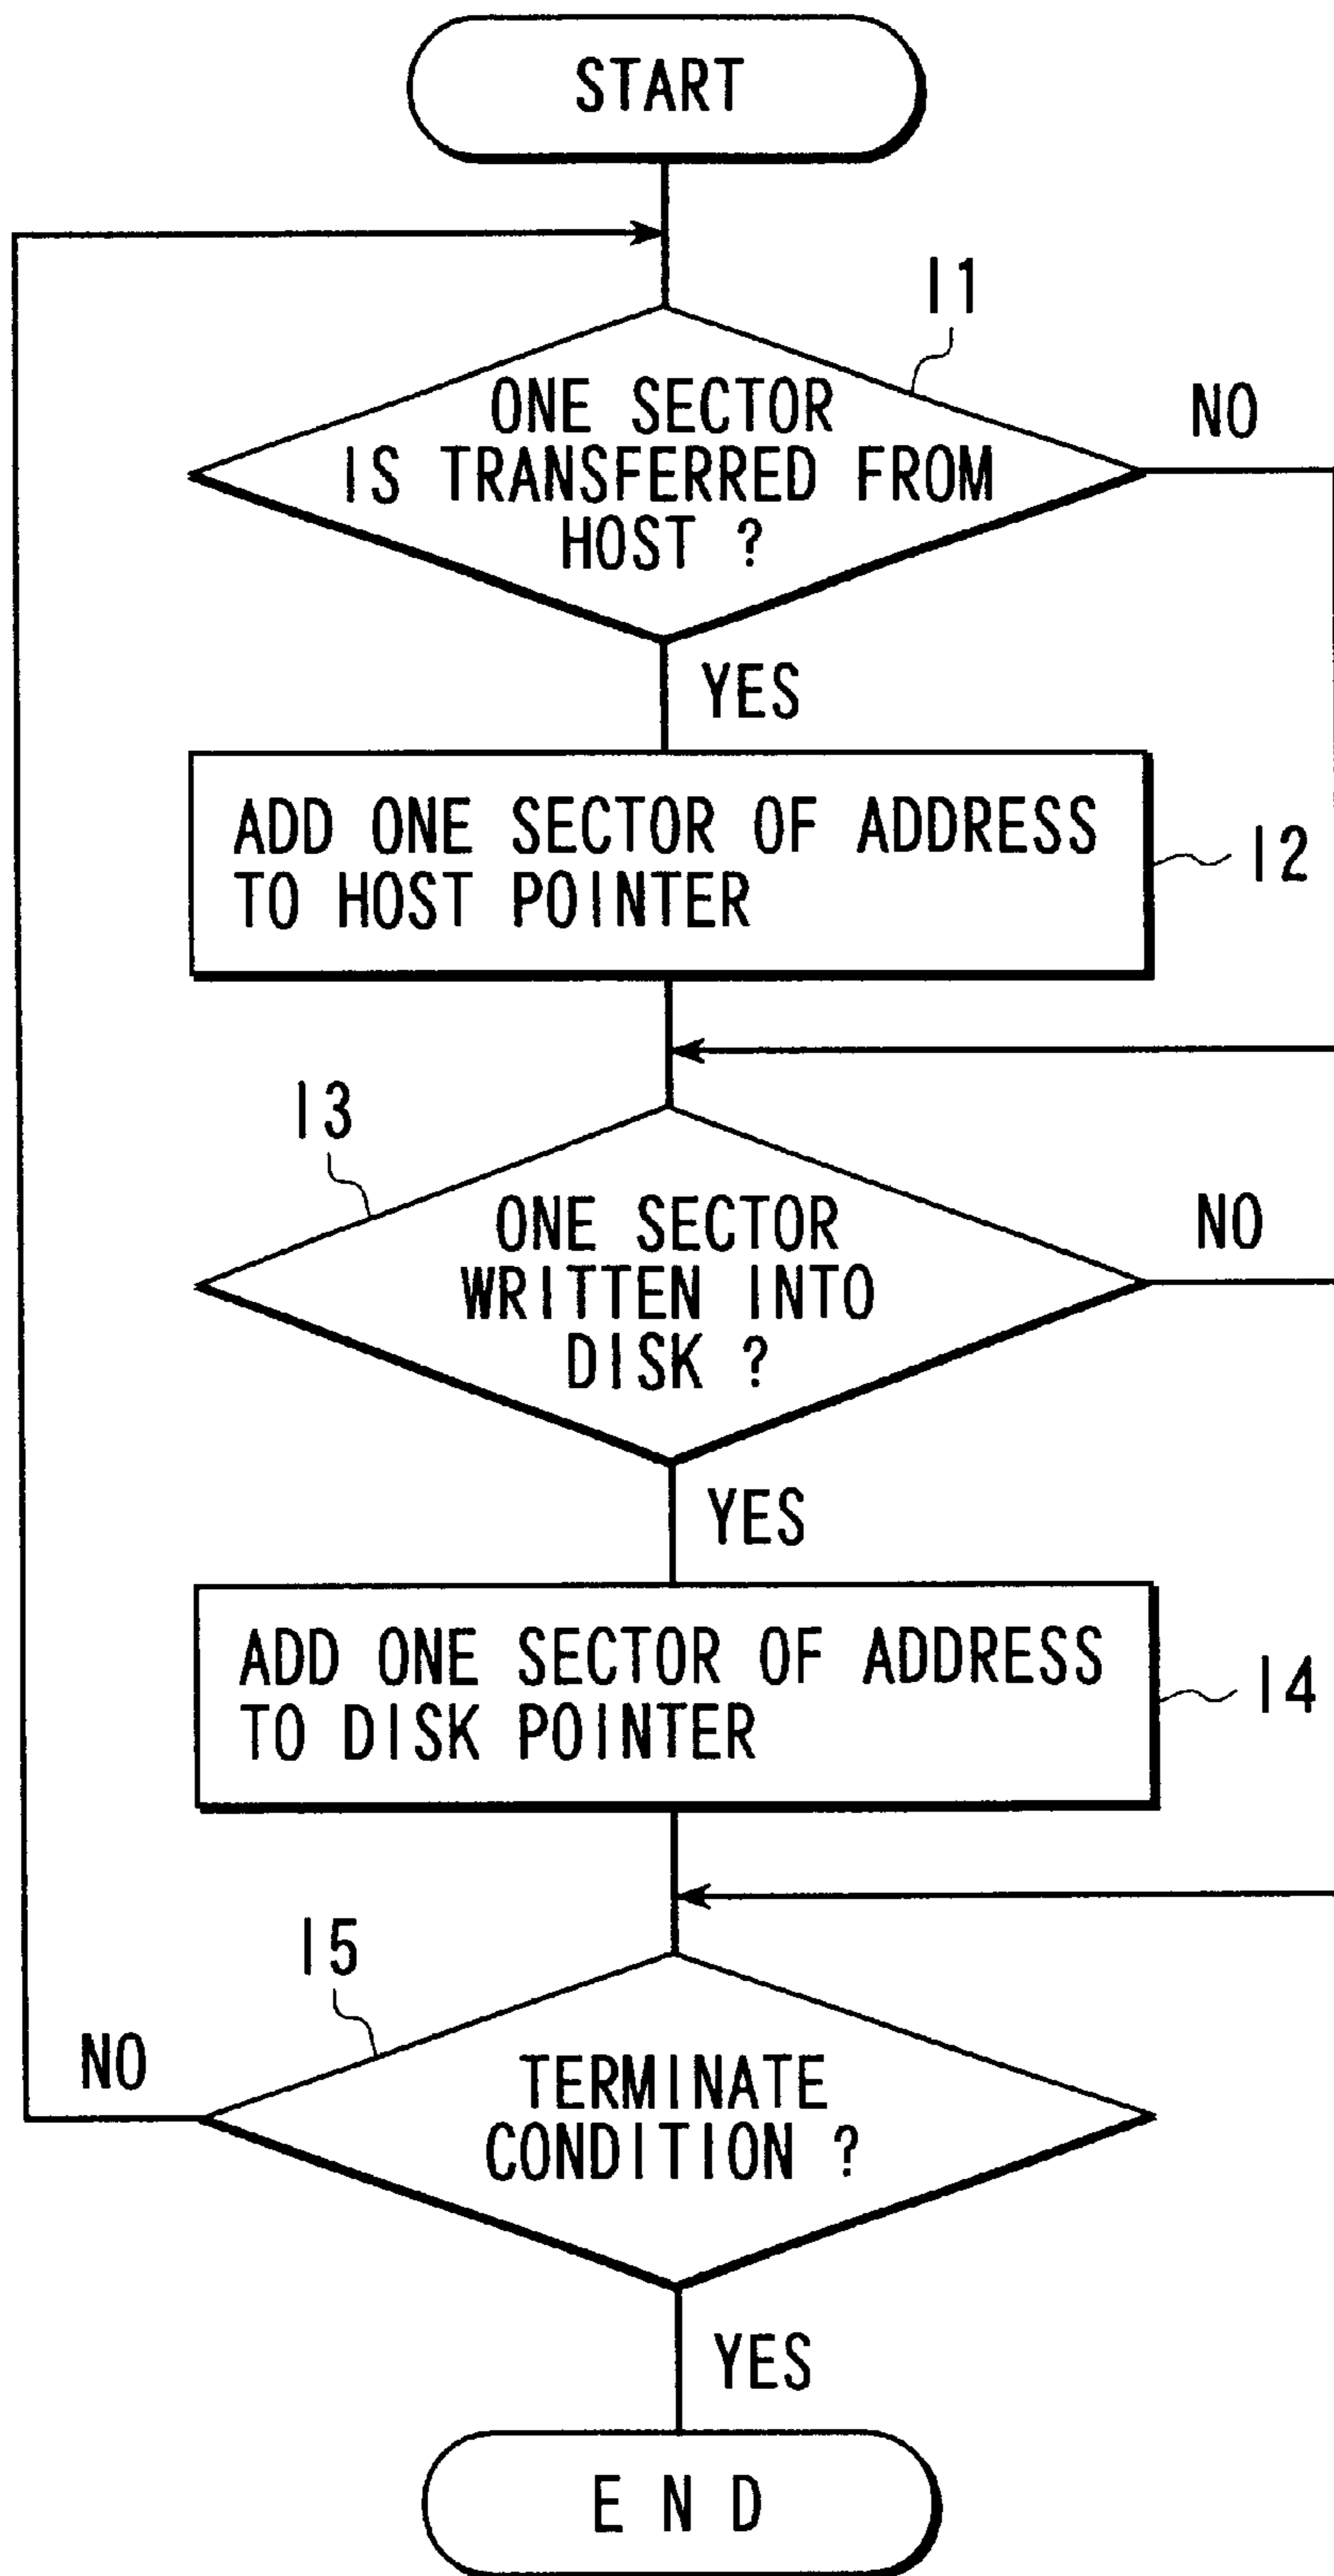 START
11
ONE SECTOR
NO
IS TRANSFERRED FROM
HOST ?
YES
ADD ONE SECTOR OF ADDRESS
TO HOST POINTER
12
13
ONE SECTOR
NO
WRITTEN INTO
DISK ?
YES
ADD ONE SECTOR OF ADDRESS
TO DISK POINTER
14
15
NO
TERMINATE
CONDITION ?
YES
END